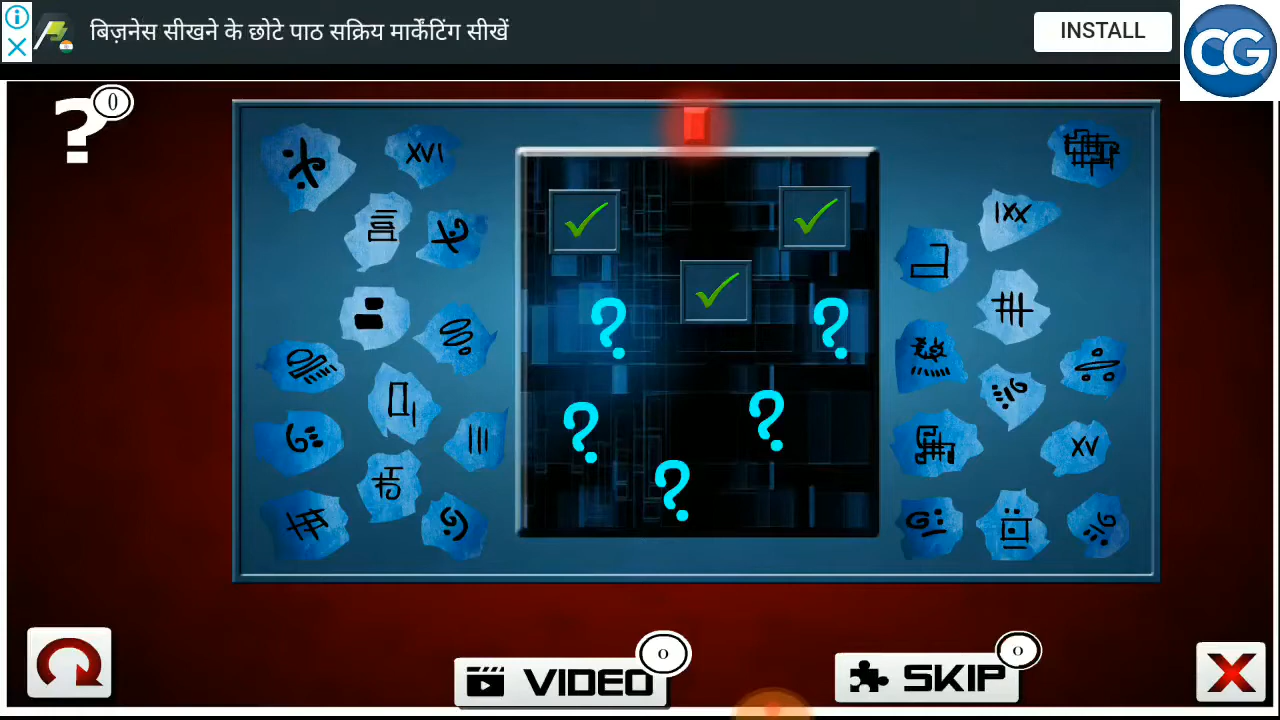 बिज़नेस सीखने के छोटे पाठ सक्रिय मार्केटिंग सीखें
INSTALL
CG
?
0
XVI
IXX
XV
? ?
? ?
?
VIDEO
0
SKIP
0
X